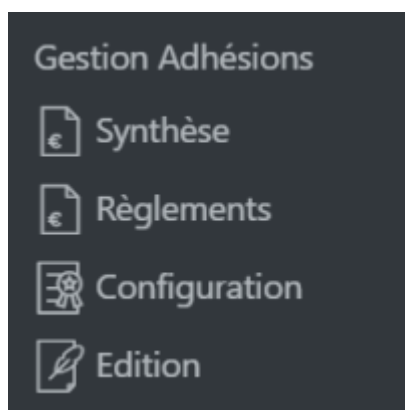 Gestion Adhésions
€ Synthèse
€ Règlements
Configuration
Edition